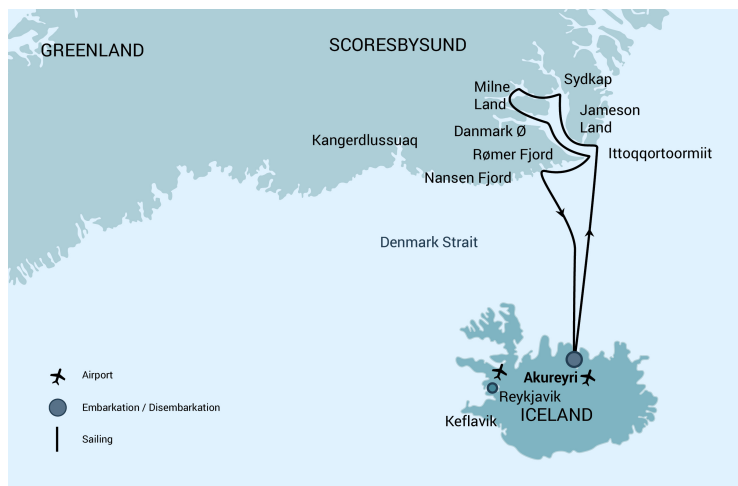 GREENLAND
SCORESBYSUND
Sydkap
Milne
Land
Jameson
Land
Danmark Ø
Kangerdlussuaq
Rømer Fjord
Ittoqqortoormiit
Nansen Fjord
Denmark Strait
Airport
Akureyri
Reykjavik
Embarkation / Disembarkation
ICELAND
Keflavik
Sailing